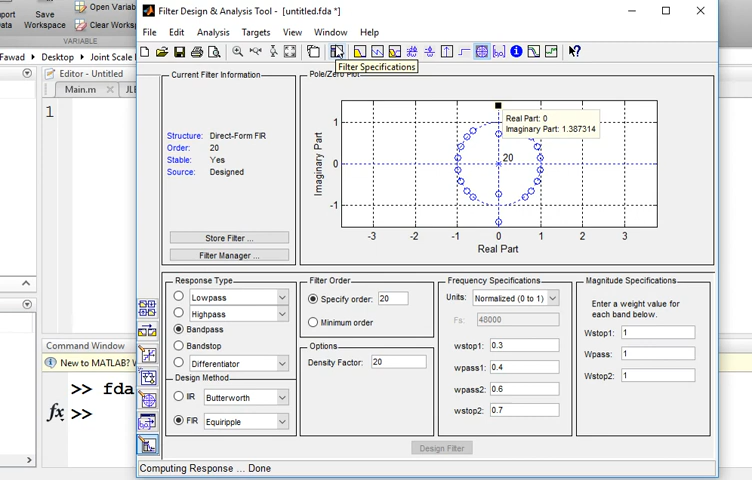 Filter Design & Analysis Tool - [untitled.fda *]
File Edit Analysis Targets View Window Help
Filter Specifications
Save
Workspace
Open Variable
Clear Works
VARIABLE
Fawad Desktop Joint Scale
Editor - Untitled
Main.m
1
Current Filter Information
Structure: Direct-Form FIR
Order: 20
Stable: Yes
Source: Designed
Store Filter ...
Filter Manager ...
Pole/Zero Plot
Real Part: 0
Imaginary Part: 1.387314
20
Imaginary Part
1
0
-1
-3 -2 -1 0 1 2 3
Real Part
Response Type
Lowpass
Highpass
Bandpass
Bandstop
Differentiator
Design Method
IIR Butterworth
FIR Equiripple
Filter Order
Specify order: 20
Minimum order
Options
Density Factor: 20
Frequency Specifications
Units: Normalized (0 to 1)
Fs: 48000
wstop1: 0.3
wpass1: 0.4
wpass2: 0.6
wstop2: 0.7
Magnitude Specifications
Enter a weight value for
each band below.
Wstop1: 1
Wpass: 1
Wstop2: 1
Design Filter
Computing Response ... Done
Command Window
New to MATLAB?
>> fda
fx >>